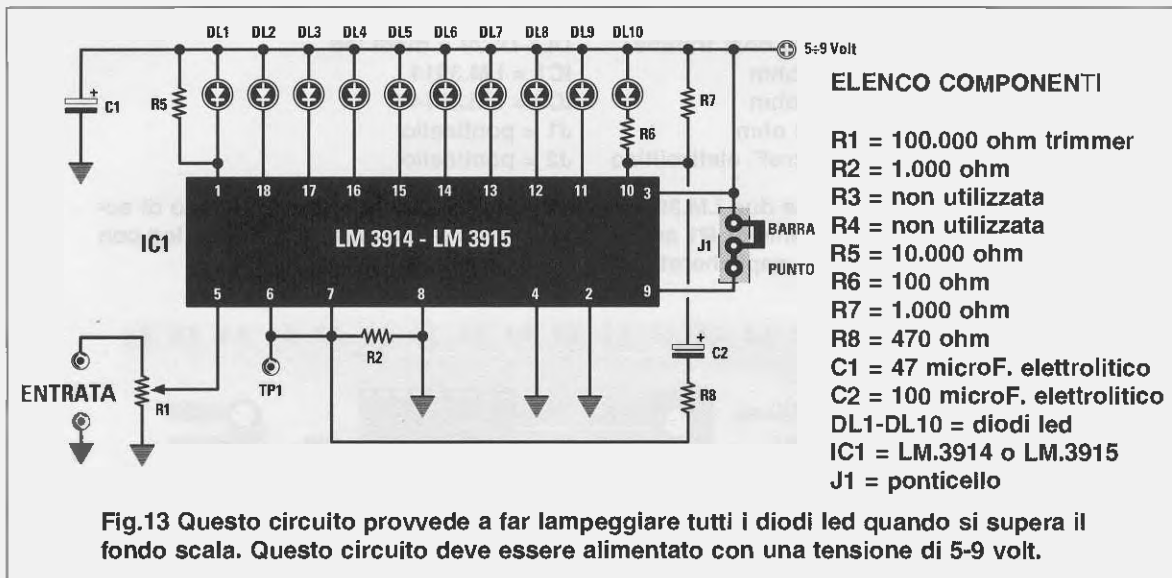 DL1 DL2 DL3 DL4 DL5 DL6 DL7 DL8 DL9 DL10
5÷9 Volt
C1
R5
R6
R7
1 18 17 16 15 14 13 12 11 10 3
IC1
LM 3914 - LM 3915
J1
BARRA
PUNTO
5 6 7 8 4 2 9
R2
C2
ENTRATA
R1
TP1
R8
ELENCO COMPONENTI
R1 = 100.000 ohm trimmer
R2 = 1.000 ohm
R3 = non utilizzata
R4 = non utilizzata
R5 = 10.000 ohm
R6 = 100 ohm
R7 = 1.000 ohm
R8 = 470 ohm
C1 = 47 microF. elettrolitico
C2 = 100 microF. elettrolitico
DL1-DL10 = diodi led
IC1 = LM.3914 o LM.3915
J1 = ponticello
Fig.13 Questo circuito provvede a far lampeggiare tutti i diodi led quando si supera il
fondo scala. Questo circuito deve essere alimentato con una tensione di 5-9 volt.